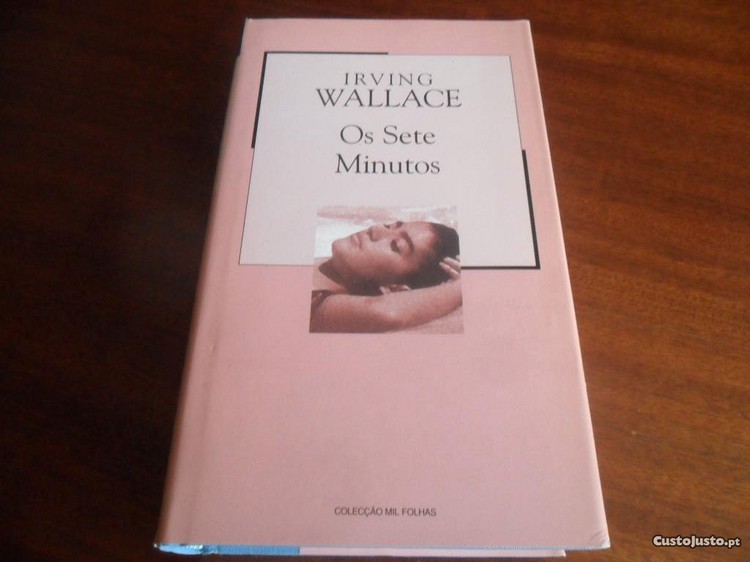 IRVING
WALLACE
Os Sete
Minutos
COLECÇÃO MIL FOLHAS
CustoJusto.pt